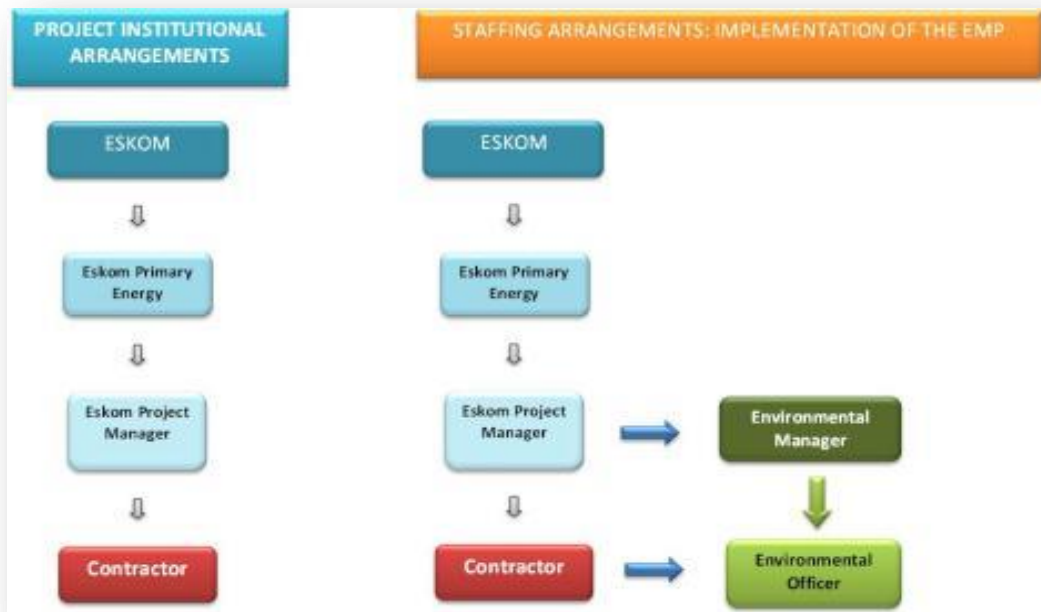 PROJECT INSTITUTIONAL
ARRANGEMENTS
STAFFING ARRANGEMENTS: IMPLEMENTATION OF THE EMP
ESKOM
ESKOM
Eskom Primary
Energy
Eskom Primary
Energy
Eskom Project
Manager
Eskom Project
Manager
Environmental
Manager
Contractor
Contractor
Environmental
Officer